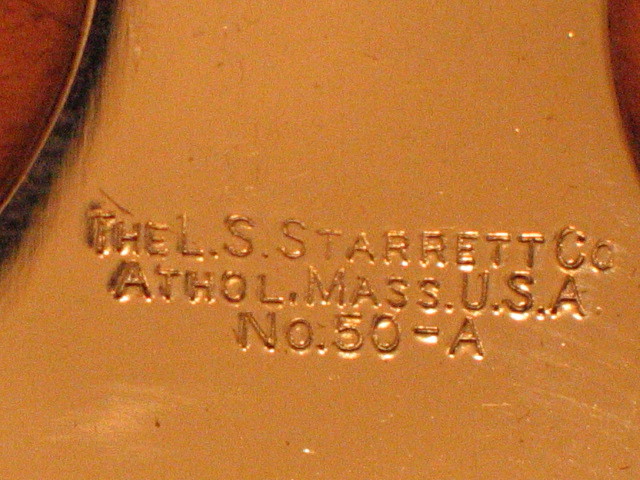 THE L. S. STARRETT CO
ATHOL, MASS. U.S.A.
NO. 50-A